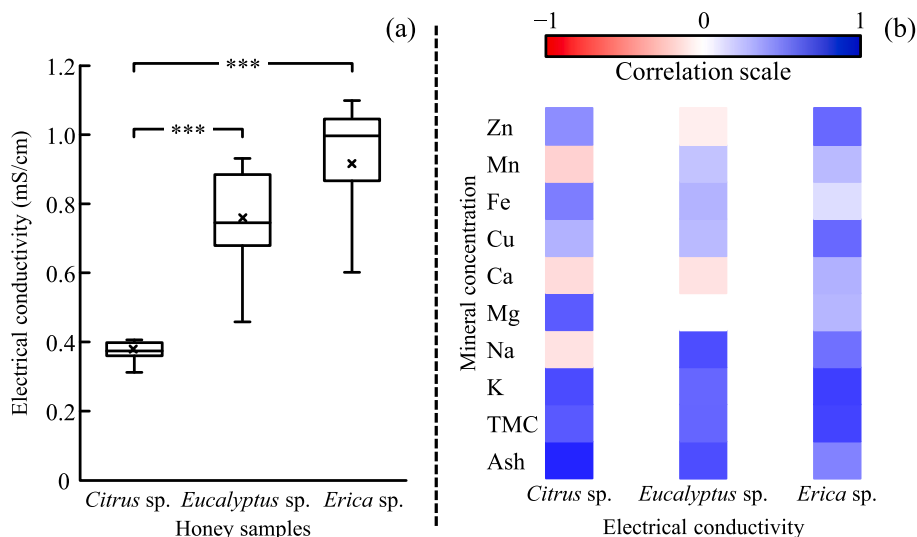 (a)
1.2
1.0
0.8
0.6
0.4
0.2
0
Electrical conductivity (mS/cm)
***
***
Citrus sp. Eucalyptus sp. Erica sp.
Honey samples
(b)
−1 0 1
Correlation scale
Mineral concentration
Zn
Mn
Fe
Cu
Ca
Mg
Na
K
TMC
Ash
Citrus sp. Eucalyptus sp. Erica sp.
Electrical conductivity